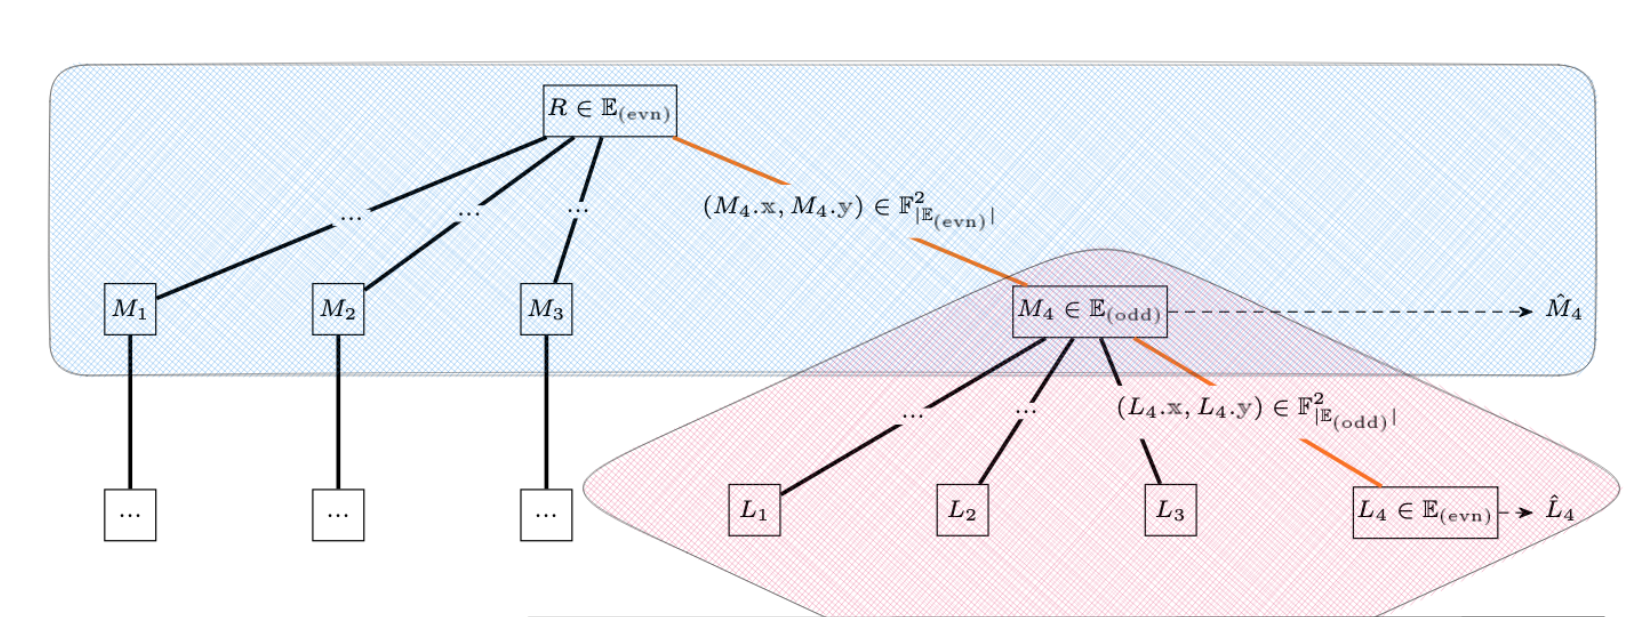 R ∈ 𝔼(evn)
... ... ...
(M₄.𝕩, M₄.𝕪) ∈ 𝔽²|𝔼(evn)|
M₁ M₂ M₃ M₄ ∈ 𝔼(odd) M̂₄
... ...
(L₄.𝕩, L₄.𝕪) ∈ 𝔽²|𝔼(odd)|
... ... ... L₁ L₂ L₃ L₄ ∈ 𝔼(evn) L̂₄